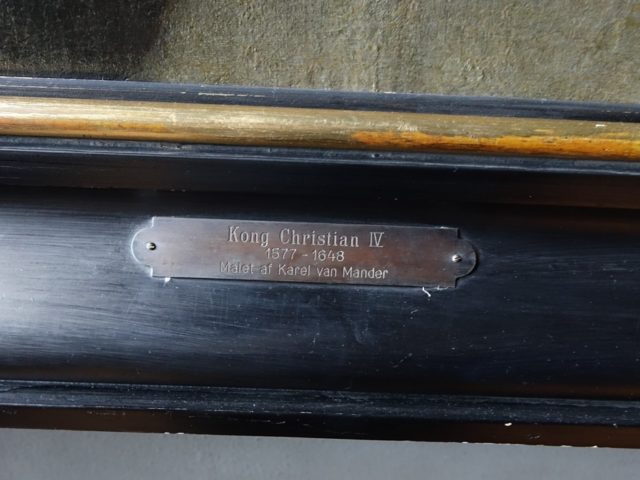 Kong Christian IV
1577 - 1648
Malet af Karel van Mander